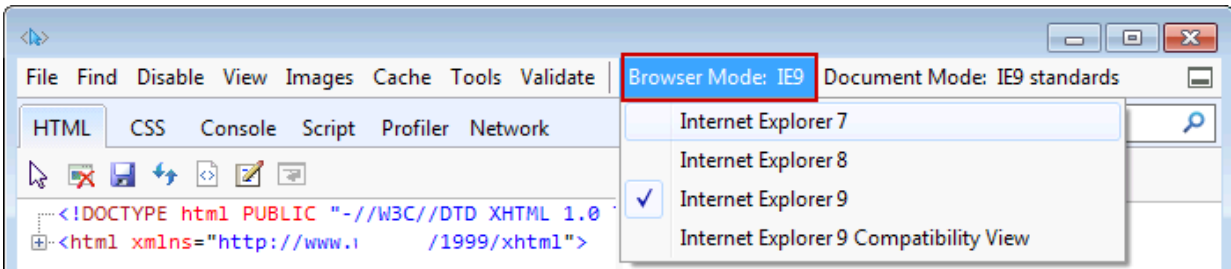 File Find Disable View Images Cache Tools Validate Browser Mode: IE9 Document Mode: IE9 standards
HTML CSS Console Script Profiler Network
Internet Explorer 7
Internet Explorer 8
Internet Explorer 9
Internet Explorer 9 Compatibility View
<!DOCTYPE html PUBLIC "-//W3C//DTD XHTML 1.0
<html xmlns="http://www. /1999/xhtml">